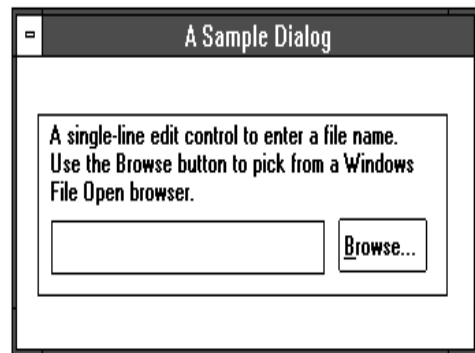 A Sample Dialog
A single-line edit control to enter a file name.
Use the Browse button to pick from a Windows
File Open browser.
Browse...